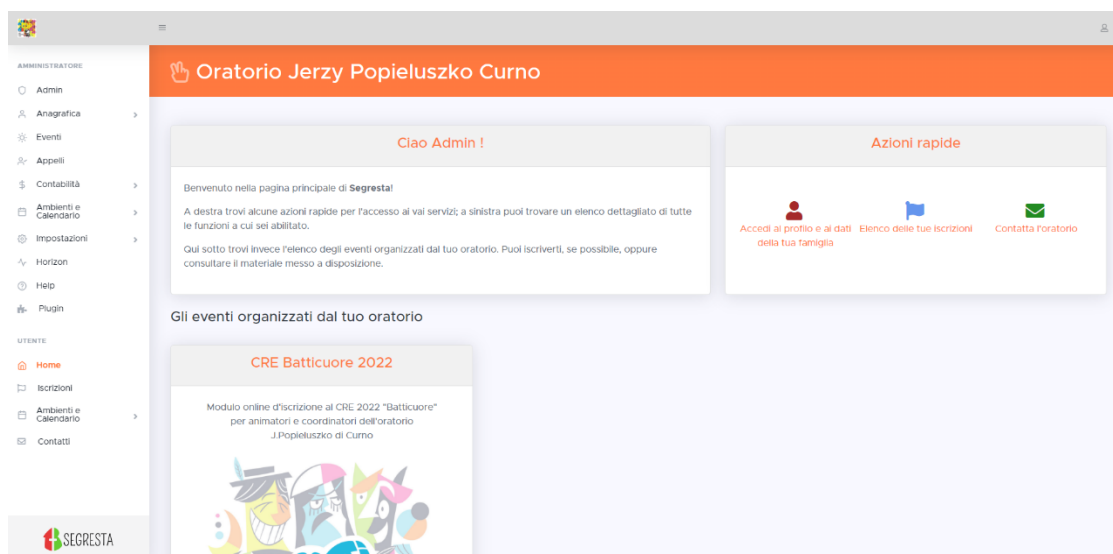 AMMINISTRATORE
Admin
Anagrafica
Eventi
Appelli
Contabilità
Ambienti e
Calendario
Impostazioni
Horizon
Help
Plugin
UTENTE
Home
Iscrizioni
Ambienti e
Calendario
Contatti
SEGRESTA
Oratorio Jerzy Popieluszko Curno
Ciao Admin !
Benvenuto nella pagina principale di Segresta!
A destra trovi alcune azioni rapide per l'accesso ai vai servizi; a sinistra puoi trovare un elenco dettagliato di tutte
le funzioni a cui sei abilitato.
Qui sotto trovi invece l'elenco degli eventi organizzati dal tuo oratorio. Puoi iscriverti, se possibile, oppure
consultare il materiale messo a disposizione.
Azioni rapide
Accedi al profilo e ai dati
della tua famiglia
Elenco delle tue iscrizioni
Contatta l'oratorio
Gli eventi organizzati dal tuo oratorio
CRE Batticuore 2022
Modulo online d'iscrizione al CRE 2022 "Batticuore"
per animatori e coordinatori dell'oratorio
J.Popieluszko di Curno